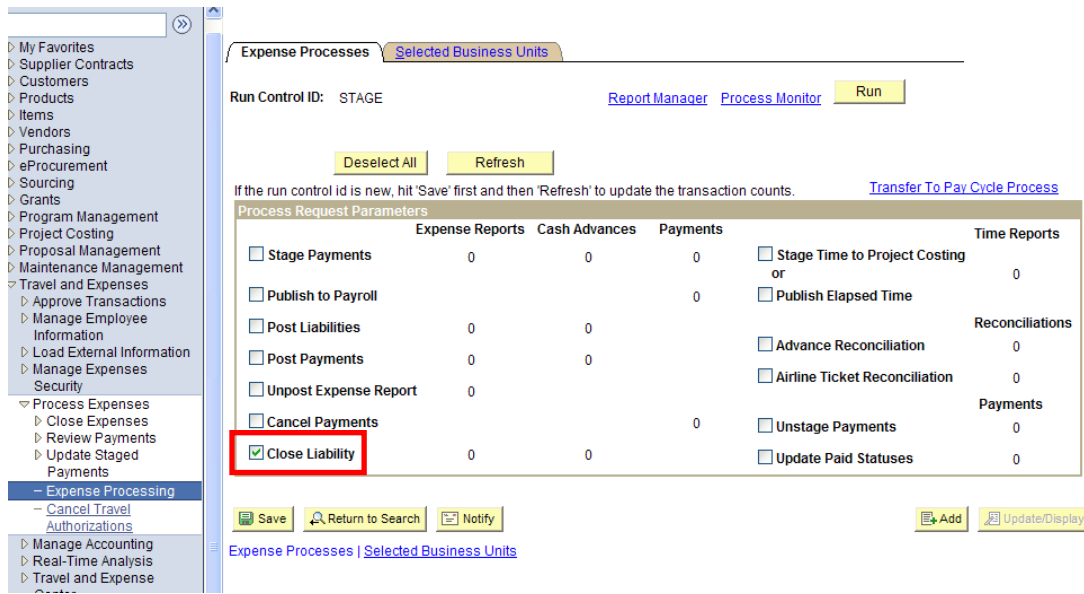 My Favorites
Supplier Contracts
Customers
Products
Items
Vendors
Purchasing
eProcurement
Sourcing
Grants
Program Management
Project Costing
Proposal Management
Maintenance Management
Travel and Expenses
Approve Transactions
Manage Employee
Information
Load External Information
Manage Expenses
Security
Process Expenses
Close Expenses
Review Payments
Update Staged
Payments
Expense Processing
Cancel Travel
Authorizations
Manage Accounting
Real-Time Analysis
Travel and Expense
Center
Expense Processes Selected Business Units
Run Control ID: STAGE Report Manager Process Monitor Run
Deselect All Refresh
If the run control id is new, hit 'Save' first and then 'Refresh' to update the transaction counts. Transfer To Pay Cycle Process
Process Request Parameters
Expense Reports Cash Advances Payments Time Reports
Stage Payments 0 0 0 Stage Time to Project Costing
or 0
Publish to Payroll 0 Publish Elapsed Time
Post Liabilities 0 0 Reconciliations
Advance Reconciliation 0
Post Payments 0 0
Airline Ticket Reconciliation 0
Unpost Expense Report 0
Payments
Cancel Payments 0 Unstage Payments 0
Close Liability 0 0 Update Paid Statuses 0
Save Return to Search Notify Add Update/Display
Expense Processes | Selected Business Units